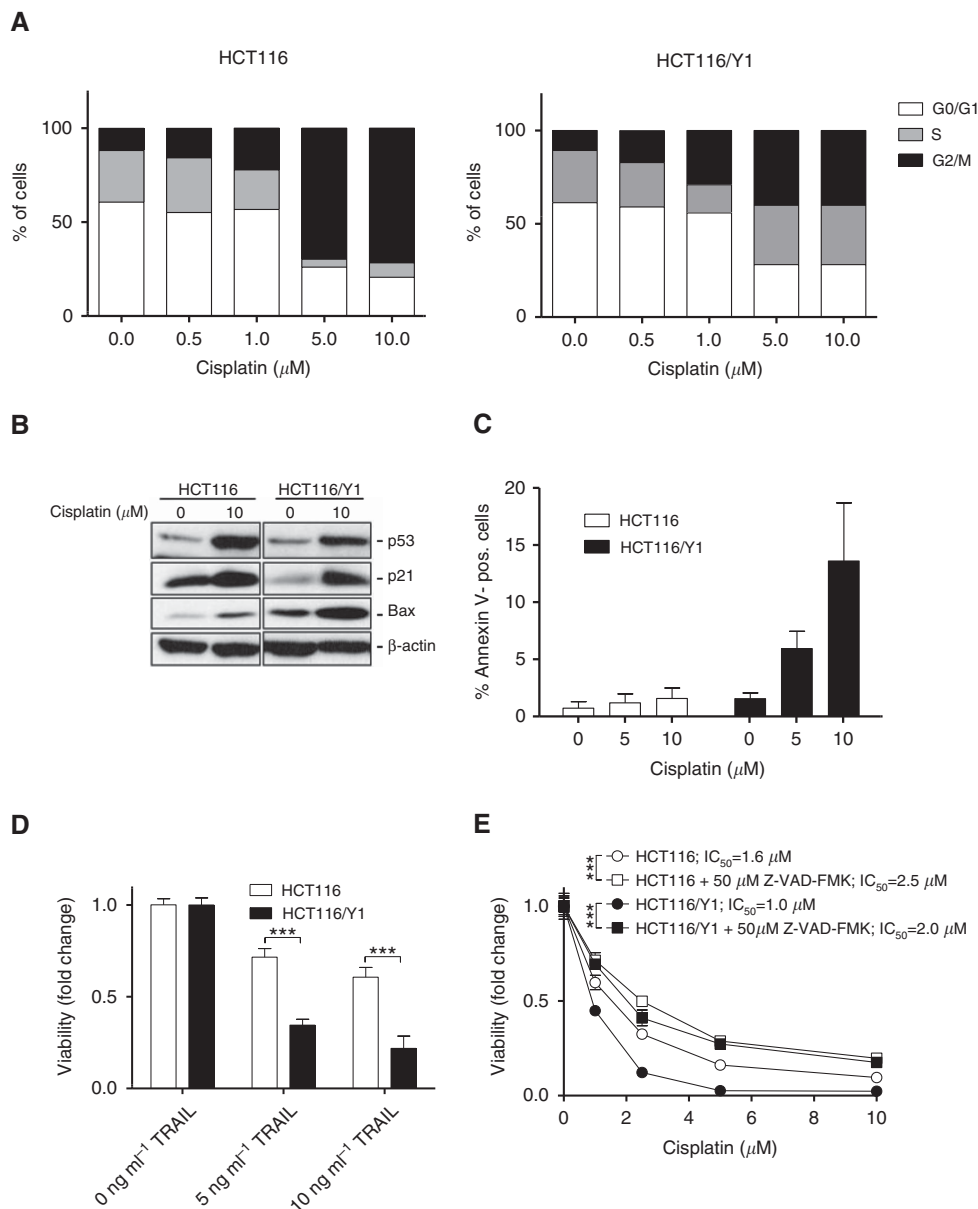 A
HCT116
HCT116/Y1
100
50
0
% of cells
0.0 0.5 1.0 5.0 10.0
Cisplatin (μM)
100
50
0
% of cells
0.0 0.5 1.0 5.0 10.0
Cisplatin (μM)
G0/G1
S
G2/M
B
HCT116 HCT116/Y1
Cisplatin (μM) 0 10 0 10
- p53
- p21
Bax
- β-actin
C
20
15
10
5
0
% Annexin V- pos. cells
HCT116
HCT116/Y1
0 5 10 0 5 10
Cisplatin (μM)
D
1.0
0.5
0.0
Viability (fold change)
HCT116
HCT116/Y1
***
***
0 ng ml⁻¹ TRAIL
5 ng ml⁻¹ TRAIL
10 ng ml⁻¹ TRAIL
E
*** HCT116; IC₅₀=1.6 μM
HCT116 + 50 μM Z-VAD-FMK; IC₅₀=2.5 μM
*** HCT116/Y1; IC₅₀=1.0 μM
HCT116/Y1 + 50μM Z-VAD-FMK; IC₅₀=2.0 μM
1.0
0.5
0.0
Viability (fold change)
0 2 4 6 8 10
Cisplatin (μM)